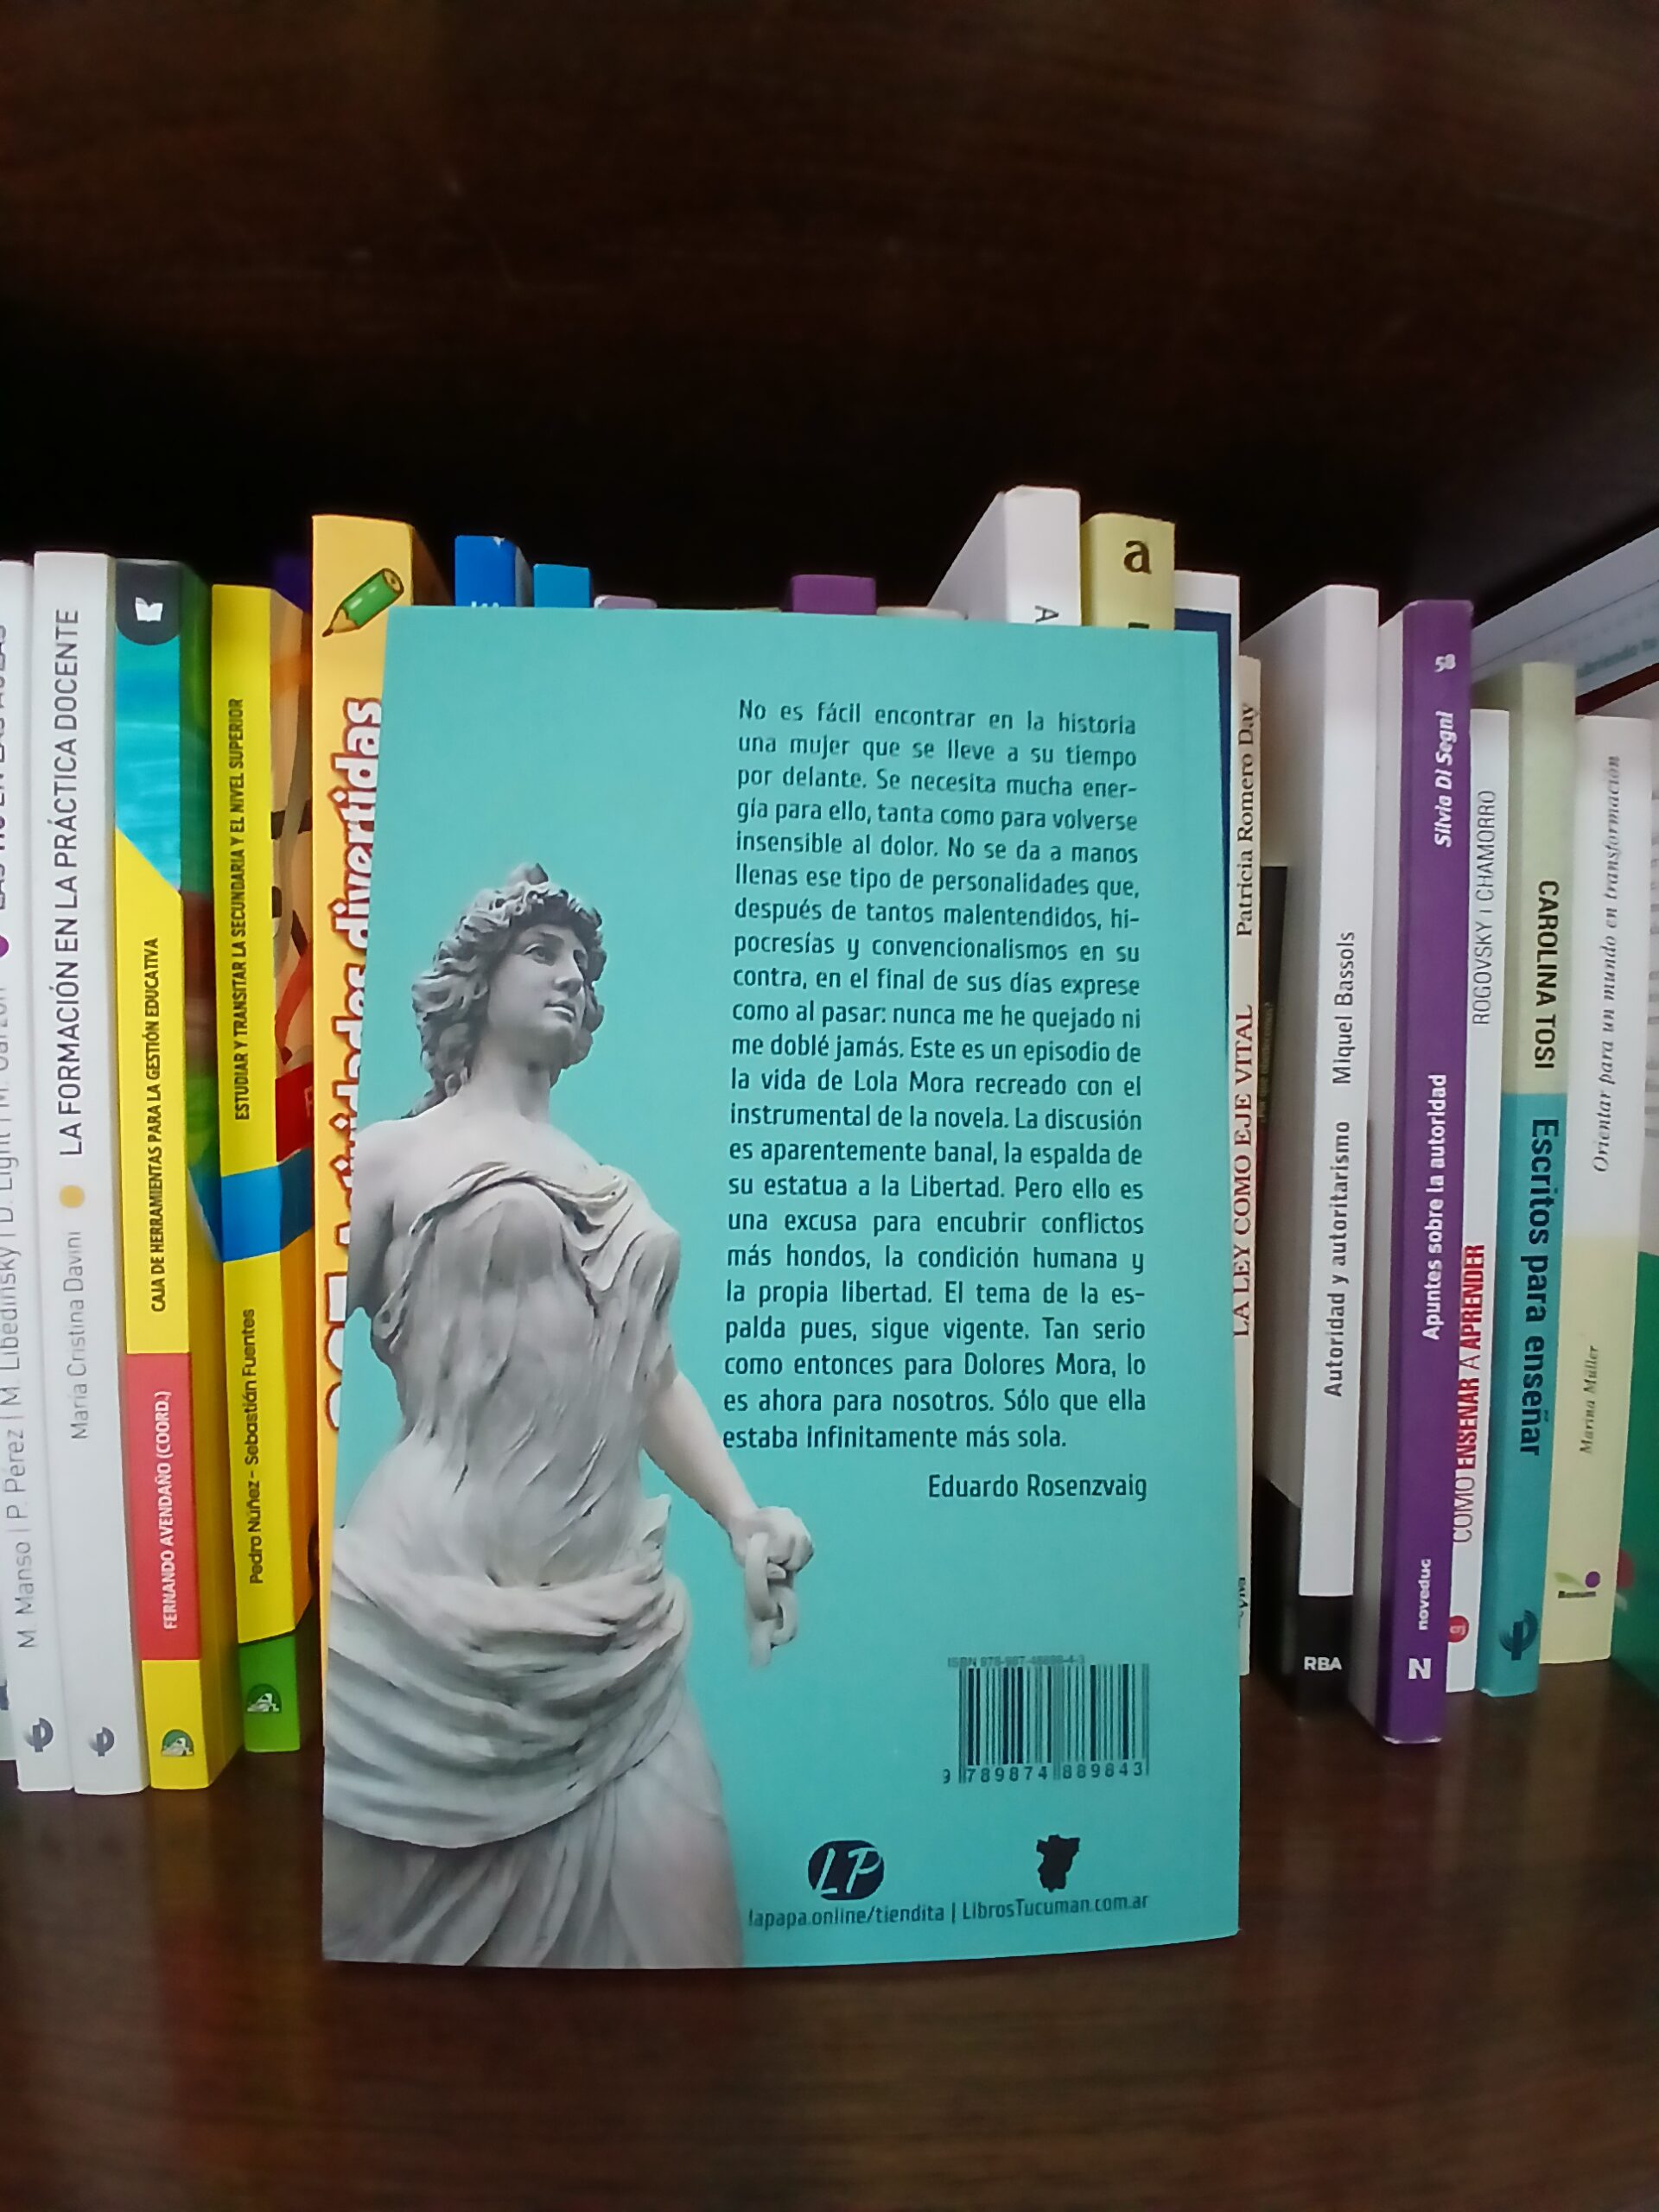 LA FORMACIÓN EN LA PRÁCTICA DOCENTE
María Cristina Davini
M. Manso | P. Pérez | M. Libedinsky | D. Light | M. Garzón
CAJA DE HERRAMIENTAS PARA LA GESTIÓN EDUCATIVA
FERNANDO AVENDAÑO (COORD.)
ESTUDIAR Y TRANSITAR LA SECUNDARIA Y EL NIVEL SUPERIOR
Pedro Núñez - Sebastián Fuentes
divertidas
A
a
No es fácil encontrar en la historia
una mujer que se lleve a su tiempo
por delante. Se necesita mucha ener-
gía para ello, tanta como para volverse
insensible al dolor. No se da a manos
llenas ese tipo de personalidades que,
después de tantos malentendidos, hi-
pocresías y convencionalismos en su
contra, en el final de sus días exprese
como al pasar: nunca me he quejado ni
me doblé jamás. Este es un episodio de
la vida de Lola Mora recreado con el
instrumental de la novela. La discusión
es aparentemente banal, la espalda de
su estatua a la Libertad. Pero ello es
una excusa para encubrir conflictos
más hondos, la condición humana y
la propia libertad. El tema de la es-
palda pues, sigue vigente. Tan serio
como entonces para Dolores Mora, lo
es ahora para nosotros. Sólo que ella
estaba infinitamente más sola.
Eduardo Rosenzvaig
9 789874 889843
LP
lapapa.online/tiendita | LibrosTucuman.com.ar
Patricia Romero Day
LA LEY COMO EJE VITAL
Miquel Bassols
Autoridad y autoritarismo
RBA
58
Silvia Di Segni
Apuntes sobre la autoridad
noveduc
N
ROGOVSKY | CHAMORRO
COMO ENSEÑAR A APRENDER
CAROLINA TOSI
Escritos para enseñar
Orientar para un mundo en transformación
Marina Müller
Bonum